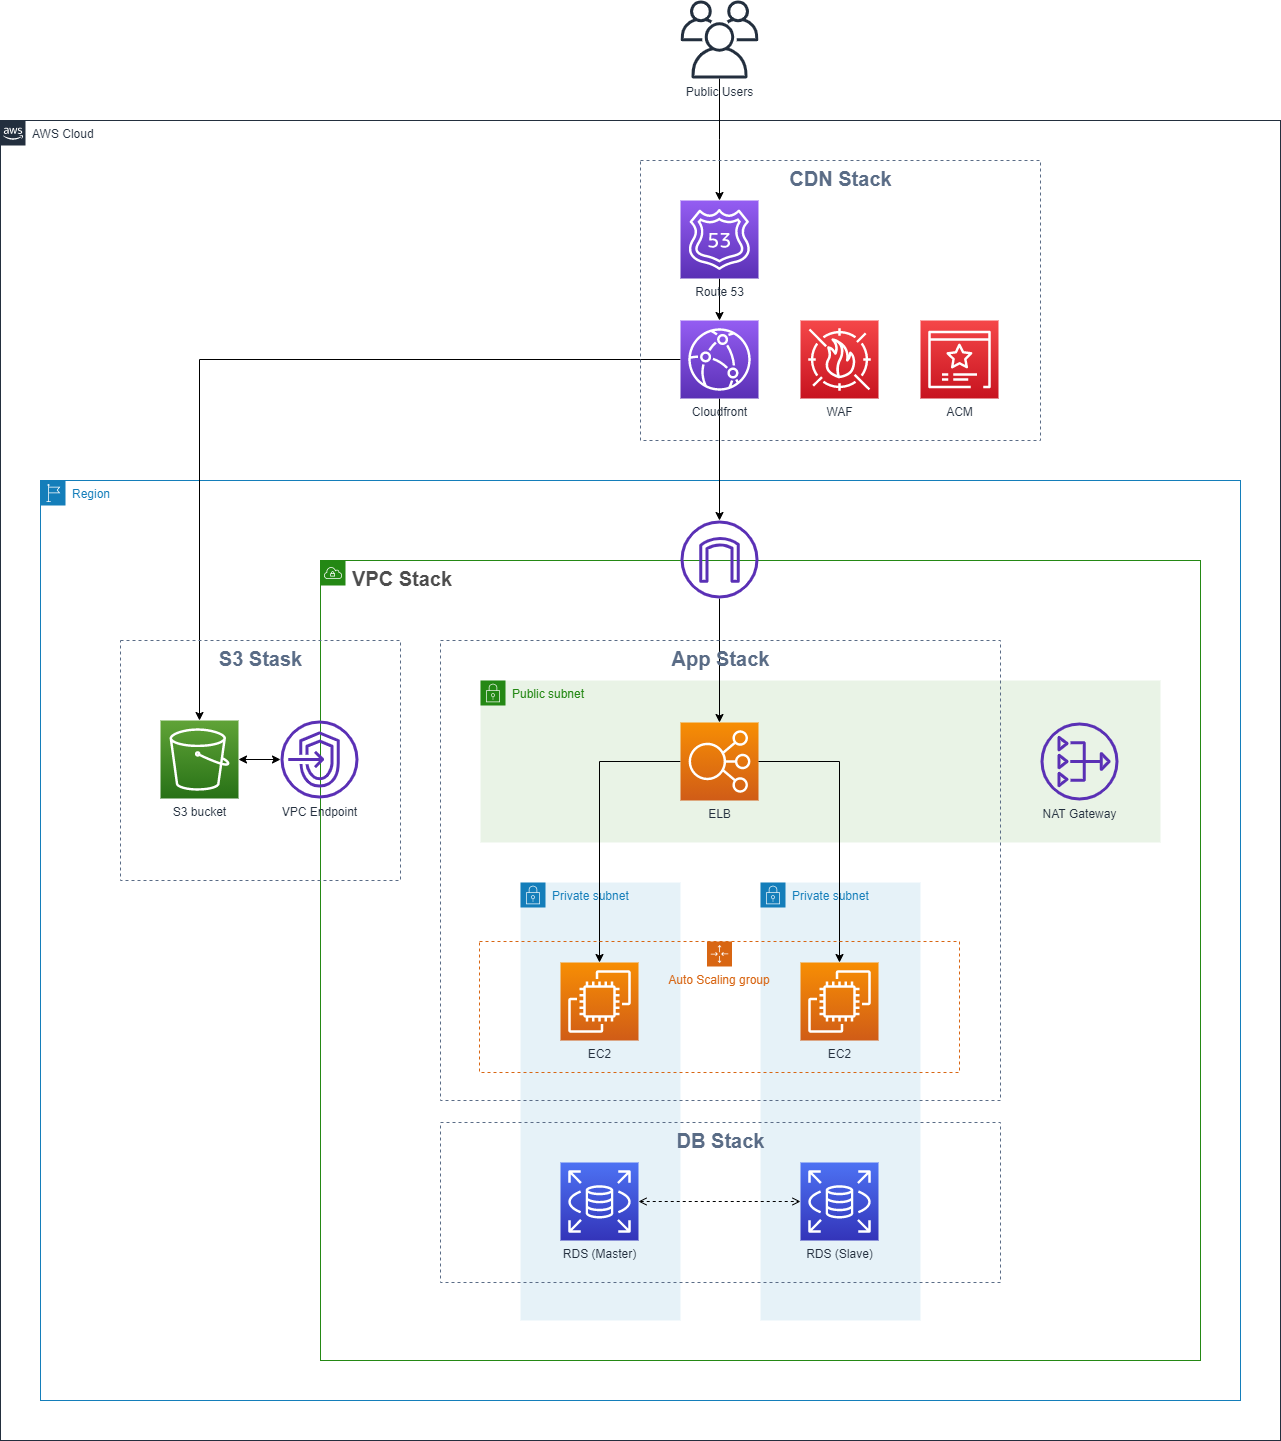 Public Users
aws
AWS Cloud
CDN Stack
53
Route 53
Cloudfront
WAF
ACM
Region
VPC Stack
S3 Stask
App Stack
Public subnet
S3 bucket
VPC Endpoint
ELB
NAT Gateway
Private subnet
Private subnet
Auto Scaling group
EC2
EC2
DB Stack
RDS (Master)
RDS (Slave)